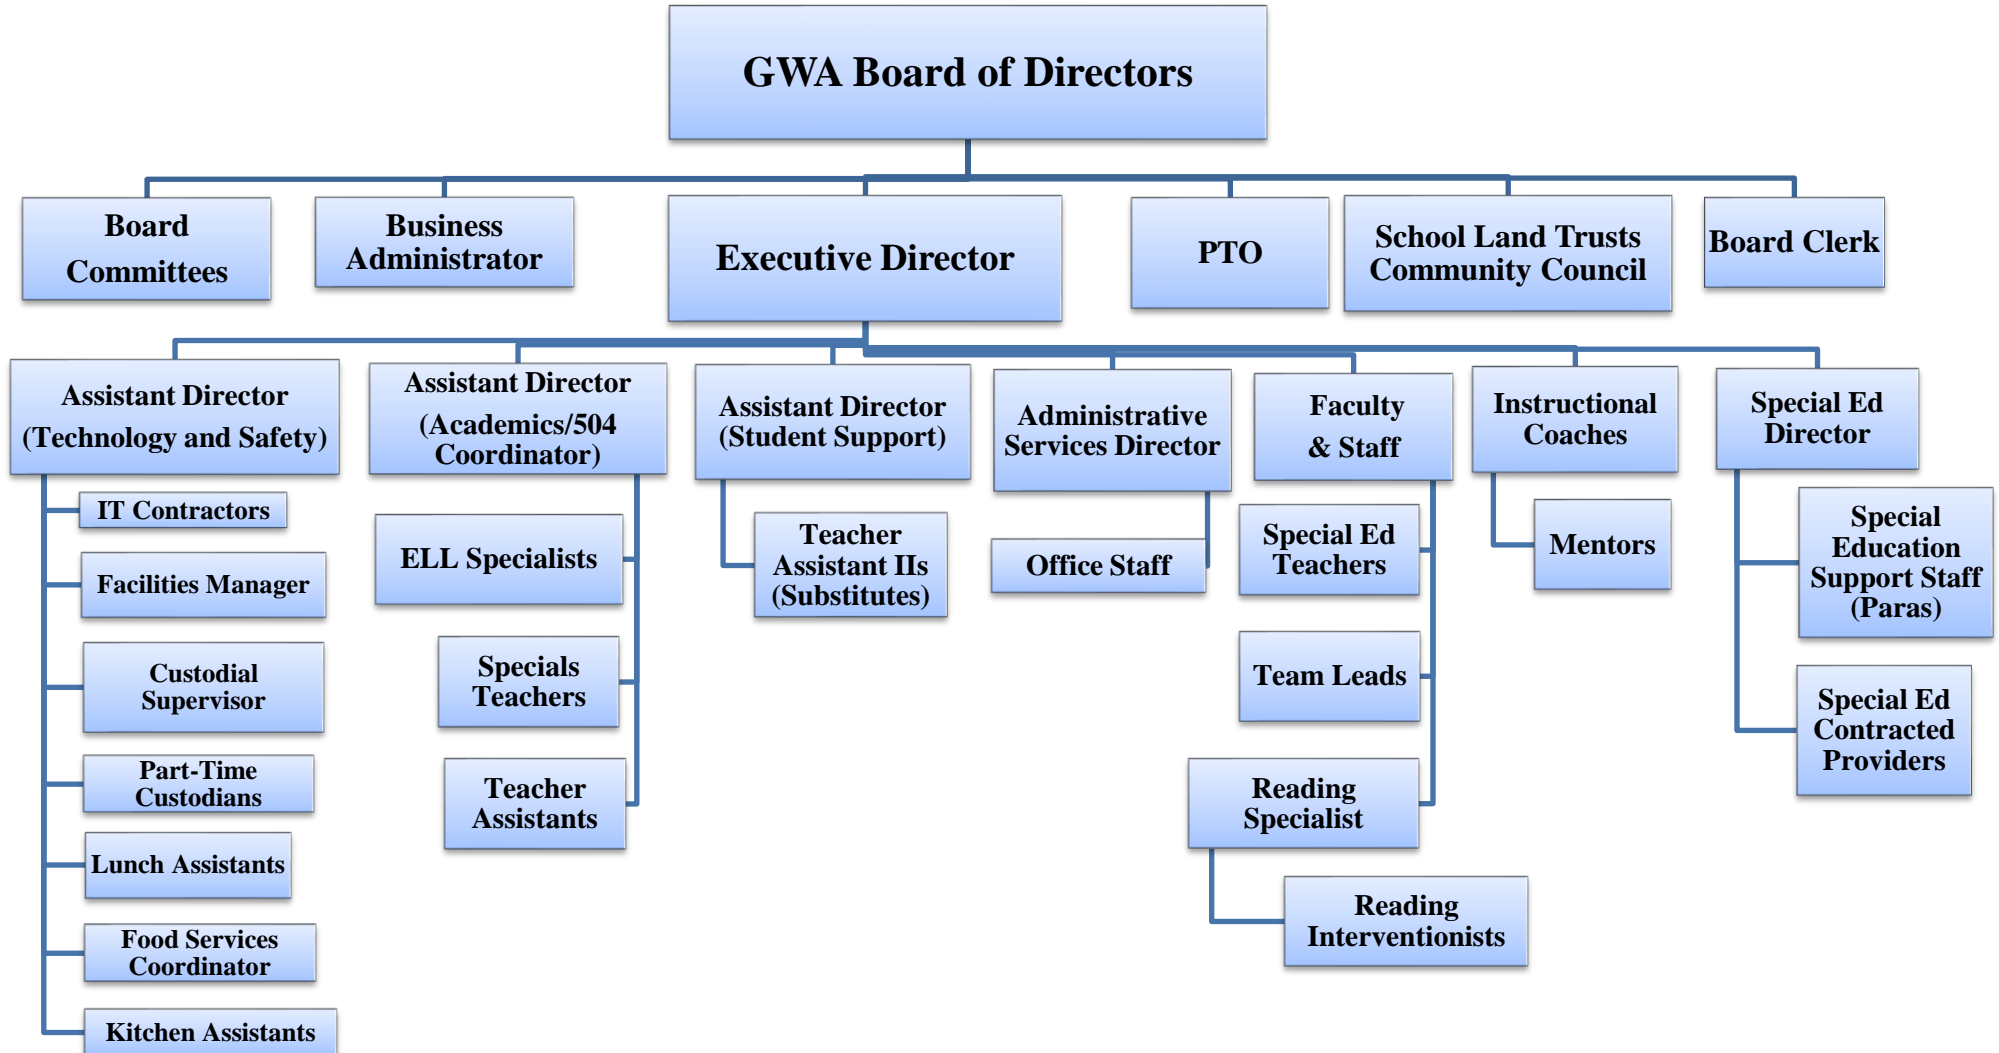 GWA Board of Directors
Board
Committees
Business
Administrator
Executive Director
PTO
School Land Trusts
Community Council
Board Clerk
Assistant Director
(Technology and Safety)
Assistant Director
(Academics/504
Coordinator)
Assistant Director
(Student Support)
Administrative
Services Director
Faculty
& Staff
Instructional
Coaches
Special Ed
Director
IT Contractors
Facilities Manager
Custodial
Supervisor
Part-Time
Custodians
Lunch Assistants
Food Services
Coordinator
Kitchen Assistants
ELL Specialists
Specials
Teachers
Teacher
Assistants
Teacher
Assistant IIs
(Substitutes)
Office Staff
Special Ed
Teachers
Team Leads
Reading
Specialist
Reading
Interventionists
Mentors
Special
Education
Support Staff
(Paras)
Special Ed
Contracted
Providers